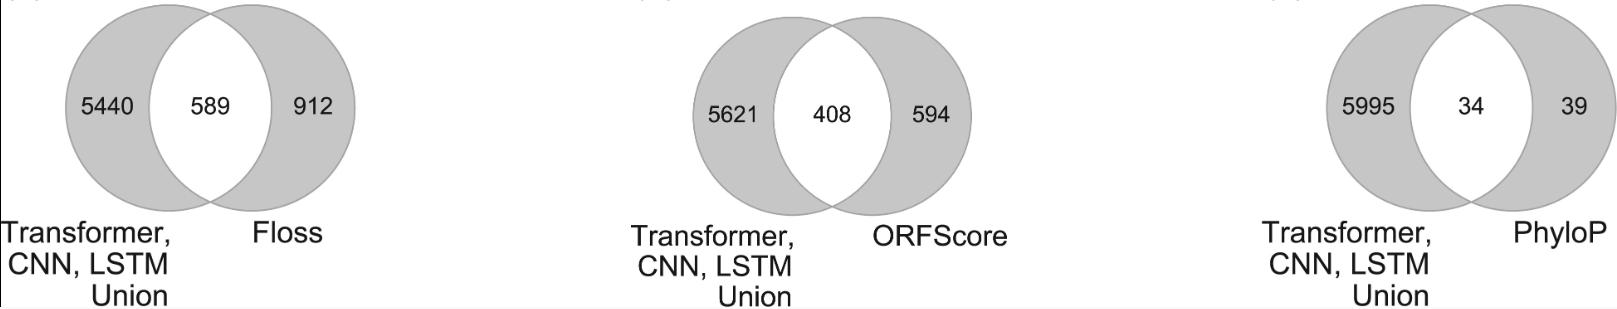 5440 589 912
Transformer,
CNN, LSTM
Union
Floss
5621 408 594
Transformer,
CNN, LSTM
Union
ORFScore
5995 34 39
Transformer,
CNN, LSTM
Union
PhyloP